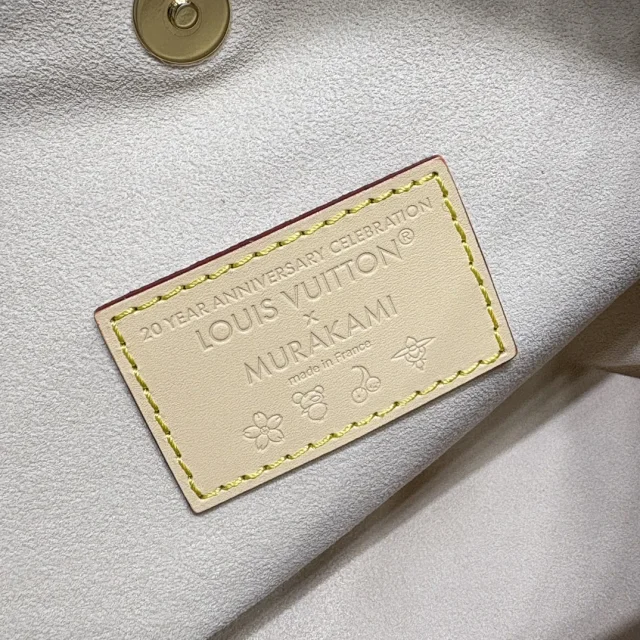 20 YEAR ANNIVERSARY CELEBRATION
LOUIS VUITTON®
×
MURAKAMI
made in France